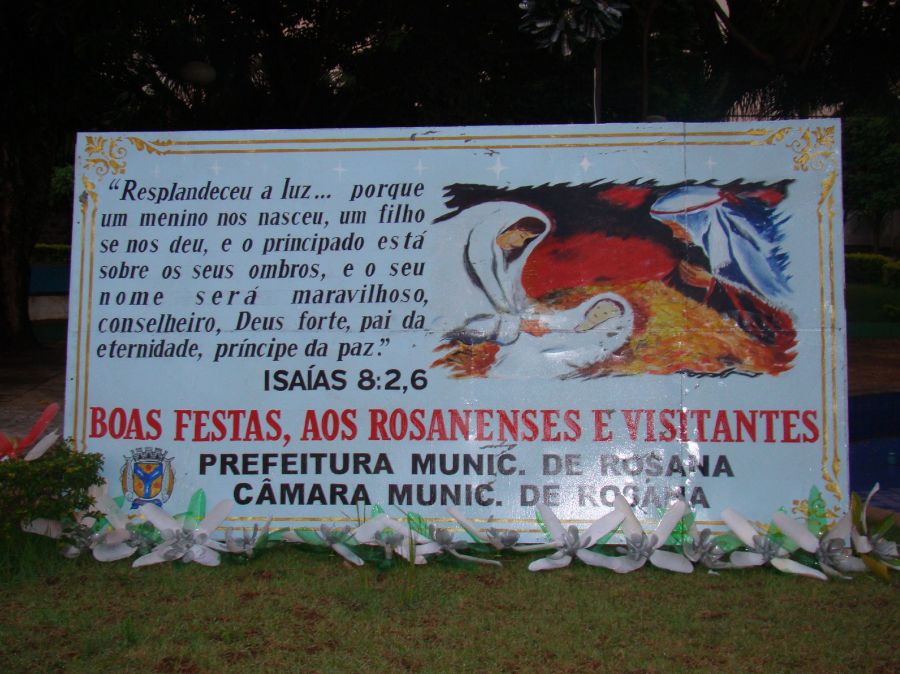 “Resplandeceu a luz... porque
um menino nos nasceu, um filho
se nos deu, e o principado está
sobre os seus ombros, e o seu
nome será maravilhoso,
conselheiro, Deus forte, pai da
eternidade, príncipe da paz.”
ISAÍAS 8:2,6
BOAS FESTAS, AOS ROSANENSES E VISITANTES
PREFEITURA MUNIC. DE ROSANA
CÂMARA MUNIC. DE ROSANA